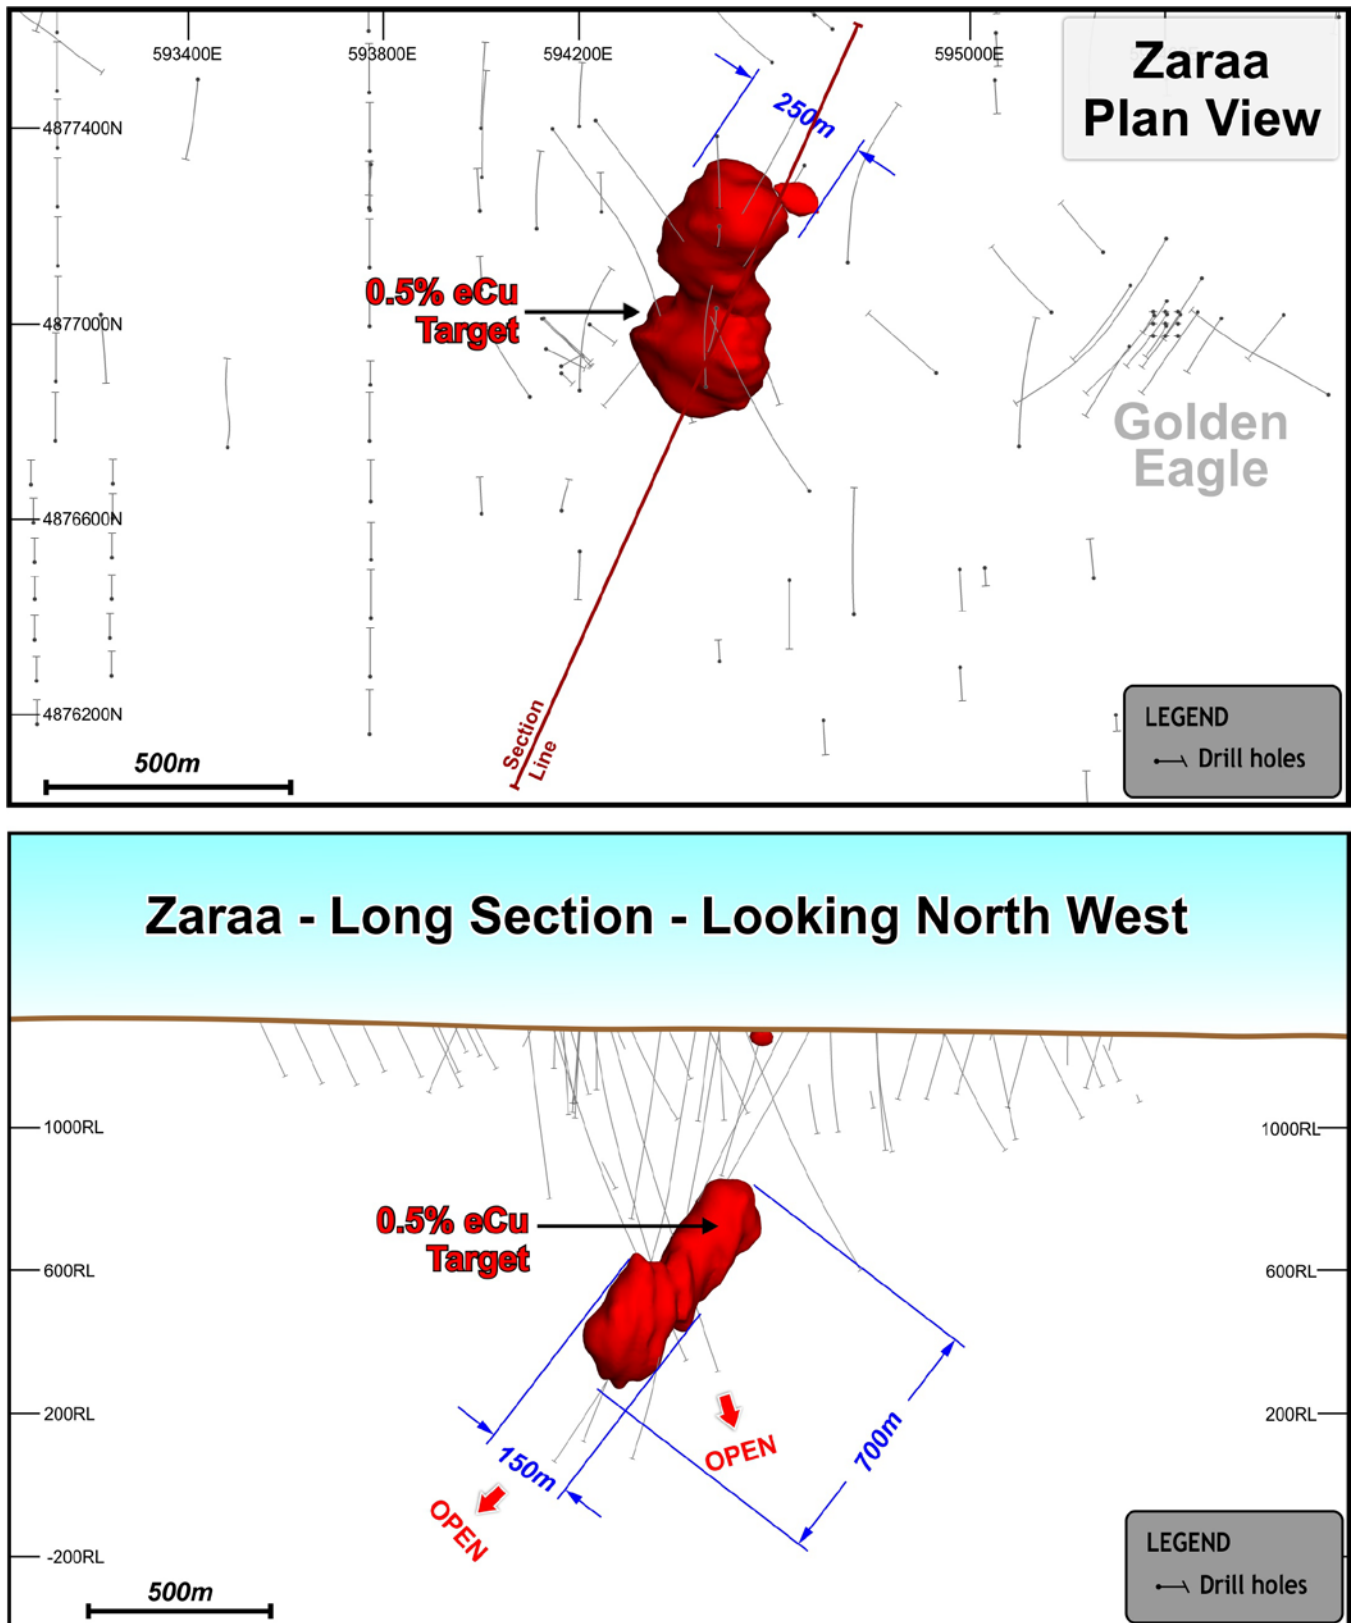 593400E
593800E
594200E
595000E
Zaraa
Plan View
250m
4877400N
0.5% eCu
Target
4877000N
Golden
Eagle
4876600N
4876200N
Section
Line
500m
LEGEND
Drill holes
Zaraa - Long Section - Looking North West
1000RL
1000RL
0.5% eCu
Target
600RL
600RL
200RL
200RL
700m
OPEN
150m
OPEN
-200RL
500m
LEGEND
Drill holes